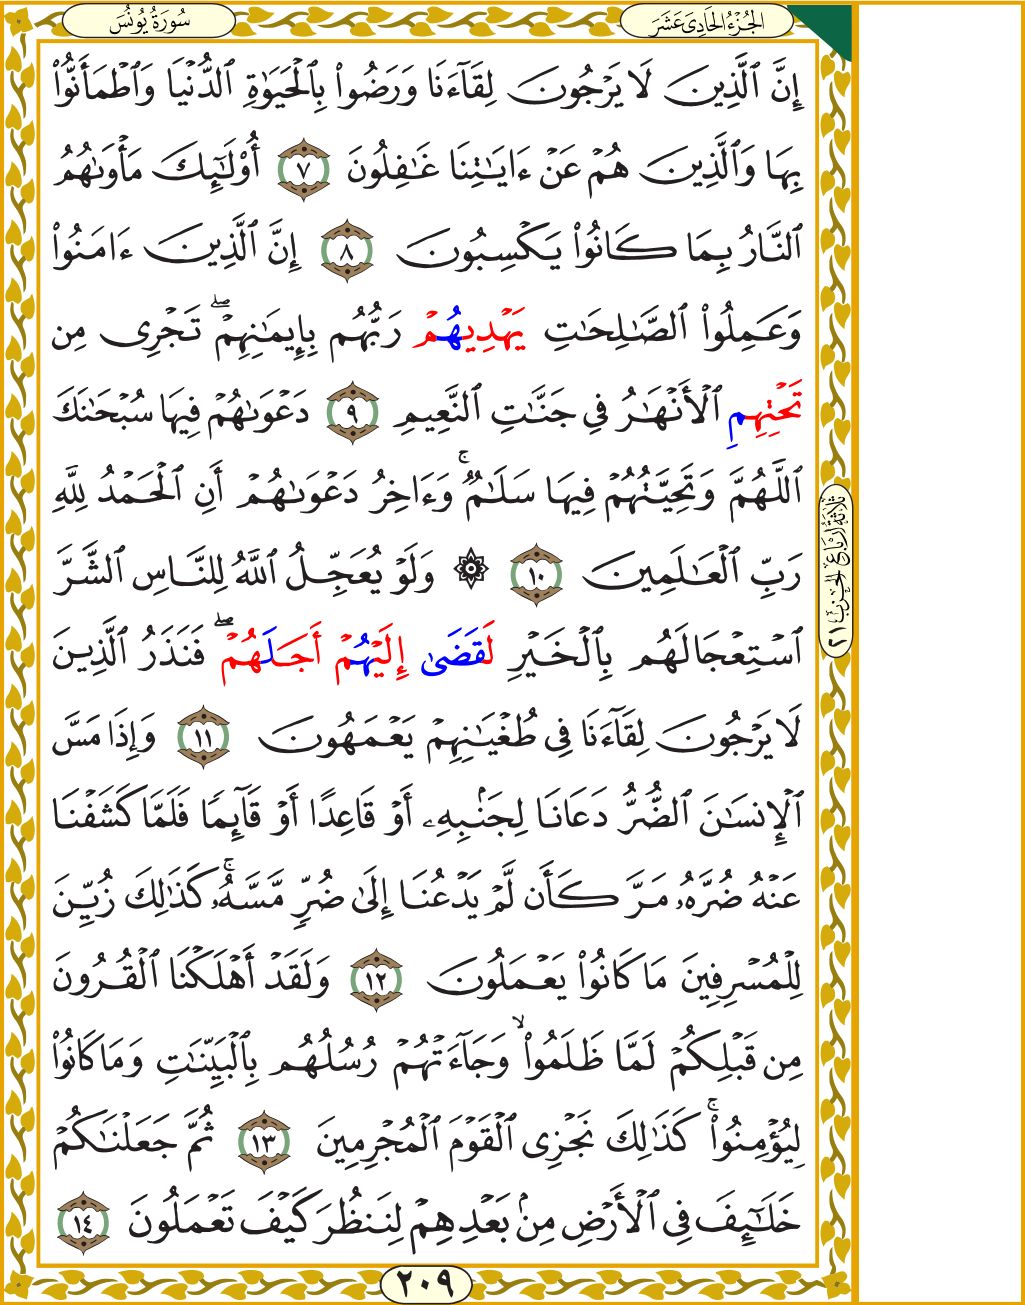 سُورَةُ يُونُسَ
الجُزْءُ الحَادِىَ عَشَرَ
إِنَّ ٱلَّذِينَ لَا يَرْجُونَ لِقَآءَنَا وَرَضُوا۟ بِٱلْحَيَوٰةِ ٱلدُّنْيَا وَٱطْمَأَنُّوا۟
بِهَا وَٱلَّذِينَ هُمْ عَنْ ءَايَـٰتِنَا غَـٰفِلُونَ ٧ أُو۟لَـٰٓئِكَ مَأْوَىٰهُمُ
ٱلنَّارُ بِمَا كَانُوا۟ يَكْسِبُونَ ٨ إِنَّ ٱلَّذِينَ ءَامَنُوا۟
وَعَمِلُوا۟ ٱلصَّـٰلِحَـٰتِ يَهْدِيهُمْ رَبُّهُم بِإِيمَـٰنِهِمْ ۖ تَجْرِى مِن
تَحْتِهِمِ ٱلْأَنْهَـٰرُ فِى جَنَّـٰتِ ٱلنَّعِيمِ ٩ دَعْوَىٰهُمْ فِيهَا سُبْحَـٰنَكَ
ٱللَّهُمَّ وَتَحِيَّتُهُمْ فِيهَا سَلَـٰمٌ ۚ وَءَاخِرُ دَعْوَىٰهُمْ أَنِ ٱلْحَمْدُ لِلَّهِ
رَبِّ ٱلْعَـٰلَمِينَ ١٠ ۞ وَلَوْ يُعَجِّلُ ٱللَّهُ لِلنَّاسِ ٱلشَّرَّ
ٱسْتِعْجَالَهُم بِٱلْخَيْرِ لَقَضَىٰ إِلَيْهُمْ أَجَلَهُمْ ۖ فَنَذَرُ ٱلَّذِينَ
لَا يَرْجُونَ لِقَآءَنَا فِى طُغْيَـٰنِهِمْ يَعْمَهُونَ ١١ وَإِذَا مَسَّ
ٱلْإِنسَـٰنَ ٱلضُّرُّ دَعَانَا لِجَنۢبِهِۦٓ أَوْ قَاعِدًا أَوْ قَآئِمًا فَلَمَّا كَشَفْنَا
عَنْهُ ضُرَّهُۥ مَرَّ كَأَن لَّمْ يَدْعُنَآ إِلَىٰ ضُرٍّ مَّسَّهُۥ ۚ كَذَٰلِكَ زُيِّنَ
لِلْمُسْرِفِينَ مَا كَانُوا۟ يَعْمَلُونَ ١٢ وَلَقَدْ أَهْلَكْنَا ٱلْقُرُونَ
مِن قَبْلِكُمْ لَمَّا ظَلَمُوا۟ ۙ وَجَآءَتْهُمْ رُسُلُهُم بِٱلْبَيِّنَـٰتِ وَمَا كَانُوا۟
لِيُؤْمِنُوا۟ ۚ كَذَٰلِكَ نَجْزِى ٱلْقَوْمَ ٱلْمُجْرِمِينَ ١٣ ثُمَّ جَعَلْنَـٰكُمْ
خَلَـٰٓئِفَ فِى ٱلْأَرْضِ مِنۢ بَعْدِهِمْ لِنَنظُرَ كَيْفَ تَعْمَلُونَ ١٤
ثَلَاثَةُ أَرْبَاعِ الحِزْبِ ٢١
٢٠٩